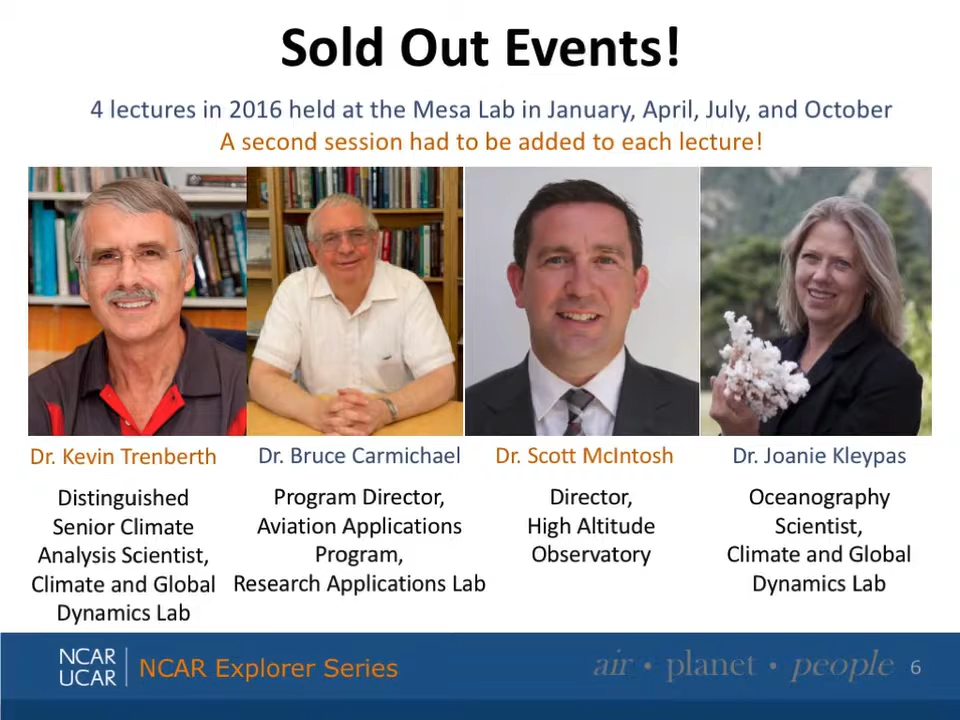 Sold Out Events!
4 lectures in 2016 held at the Mesa Lab in January, April, July, and October
A second session had to be added to each lecture!
Dr. Kevin Trenberth
Distinguished
Senior Climate
Analysis Scientist,
Climate and Global
Dynamics Lab
Dr. Bruce Carmichael
Program Director,
Aviation Applications
Program,
Research Applications Lab
Dr. Scott McIntosh
Director,
High Altitude
Observatory
Dr. Joanie Kleypas
Oceanography
Scientist,
Climate and Global
Dynamics Lab
NCAR
UCAR
NCAR Explorer Series
air • planet • people
6